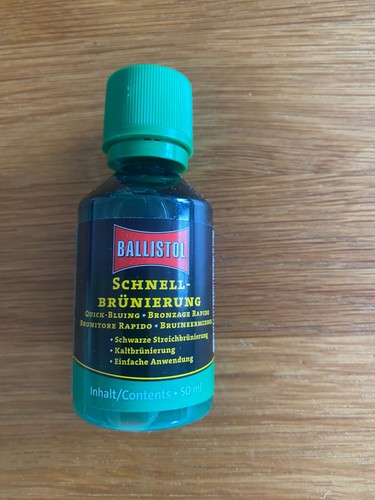 BALLISTOL
SCHNELL-
BRÜNIERUNG
QUICK-BLUING • BRONZAGE RAPIDE
BRUNITORE RAPIDO • BRUINEERMIDDEL
• Schwarze Streichbrünierung
• Kaltbrünierung
• Einfache Anwendung
Inhalt/Contents • 50 ml